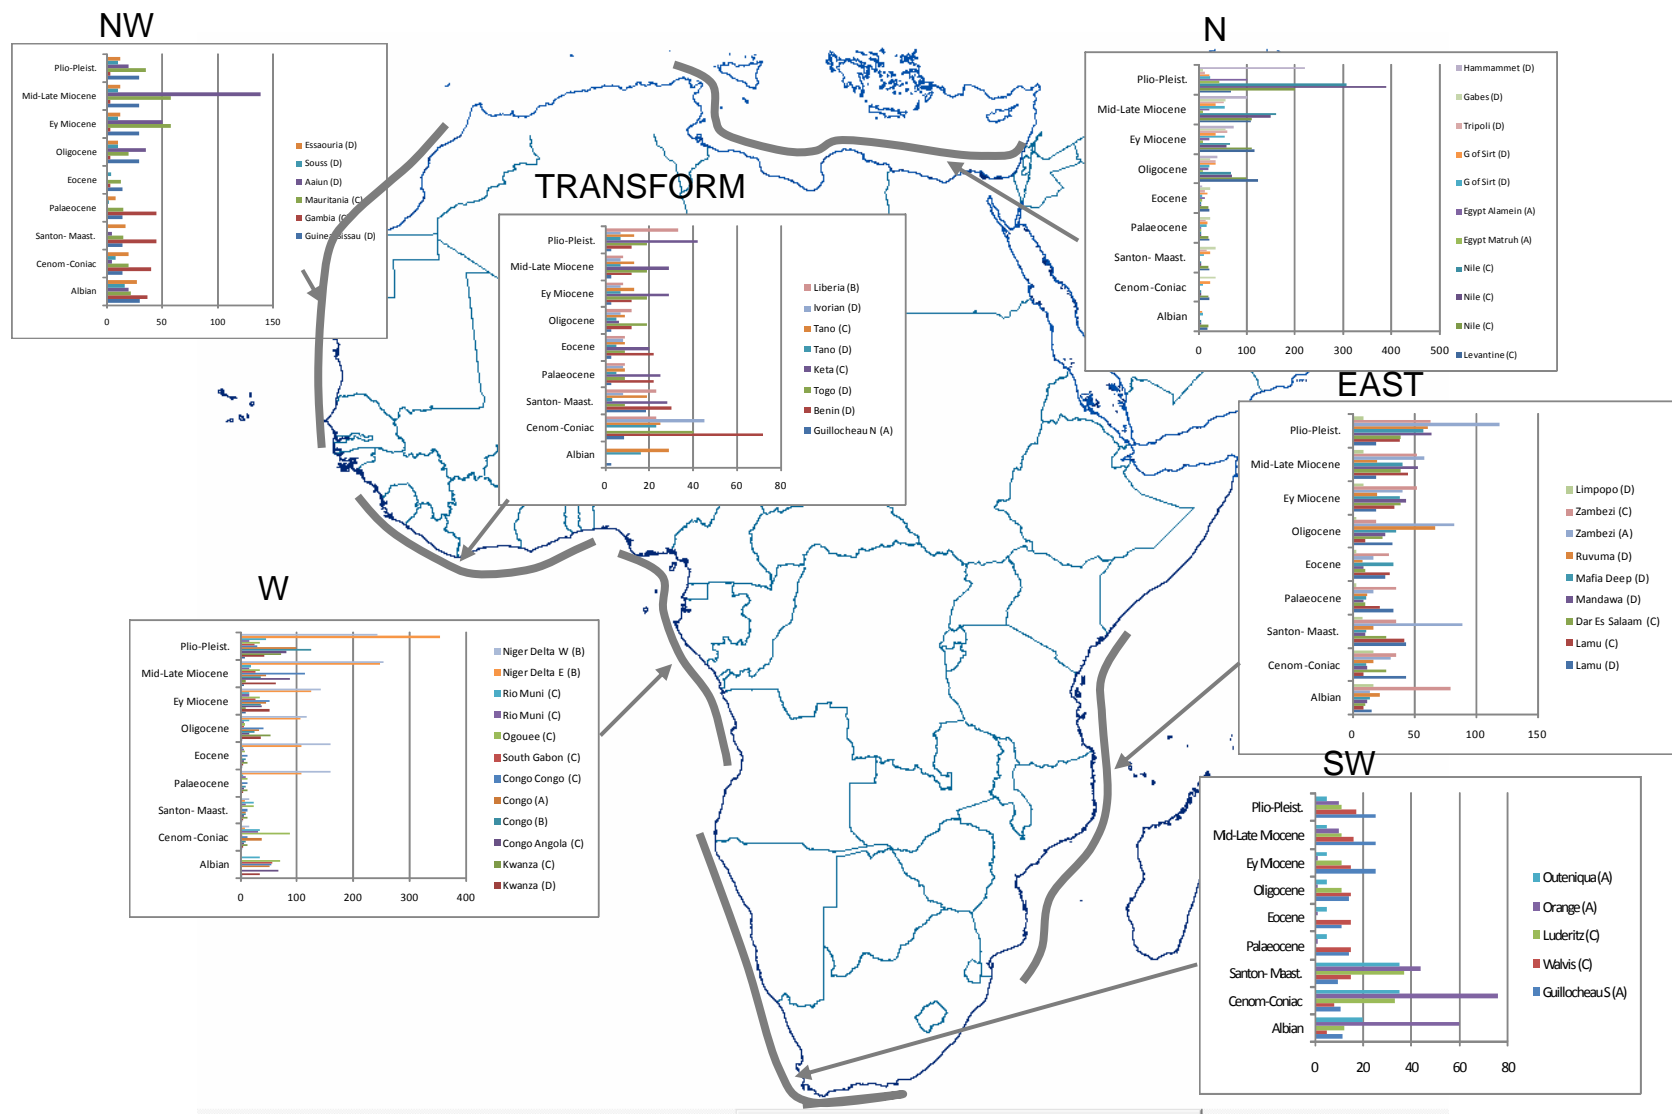 NW
Plio-Pleist.
Mid-Late Miocene
Ey Miocene
Oligocene
Eocene
Palaeocene
Santon- Maast.
Cenom-Coniac
Albian
0 50 100 150
Essaouria (D)
Souss (D)
Aaiun (D)
Mauritania (C)
Gambia (C)
Guinea Bissau (D)
N
Plio-Pleist.
Mid-Late Miocene
Ey Miocene
Oligocene
Eocene
Palaeocene
Santon- Maast.
Cenom-Coniac
Albian
0 100 200 300 400 500
Hammammet (D)
Gabes (D)
Tripoli (D)
G of Sirt (D)
G of Sirt (D)
Egypt Alamein (A)
Egypt Matruh (A)
Nile (C)
Nile (C)
Nile (C)
Levantine (C)
TRANSFORM
Plio-Pleist.
Mid-Late Miocene
Ey Miocene
Oligocene
Eocene
Palaeocene
Santon- Maast.
Cenom-Coniac
Albian
0 20 40 60 80
Liberia (B)
Ivorian (D)
Tano (C)
Tano (D)
Keta (C)
Togo (D)
Benin (D)
Guillocheau N (A)
EAST
Plio-Pleist.
Mid-Late Miocene
Ey Miocene
Oligocene
Eocene
Palaeocene
Santon- Maast.
Cenom-Coniac
Albian
0 50 100 150
Limpopo (D)
Zambezi (C)
Zambezi (A)
Ruvuma (D)
Mafia Deep (D)
Mandawa (D)
Dar Es Salaam (C)
Lamu (C)
Lamu (D)
W
Plio-Pleist.
Mid-Late Miocene
Ey Miocene
Oligocene
Eocene
Palaeocene
Santon- Maast.
Cenom-Coniac
Albian
0 100 200 300 400
Niger Delta W (B)
Niger Delta E (B)
Rio Muni (C)
Rio Muni (C)
Ogouee (C)
South Gabon (C)
Congo Congo (C)
Congo (A)
Congo (B)
Congo Angola (C)
Kwanza (C)
Kwanza (D)
SW
Plio-Pleist.
Mid-Late Miocene
Ey Miocene
Oligocene
Eocene
Palaeocene
Santon- Maast.
Cenom-Coniac
Albian
0 20 40 60 80
Outeniqua (A)
Orange (A)
Luderitz (C)
Walvis (C)
Guillocheau S (A)